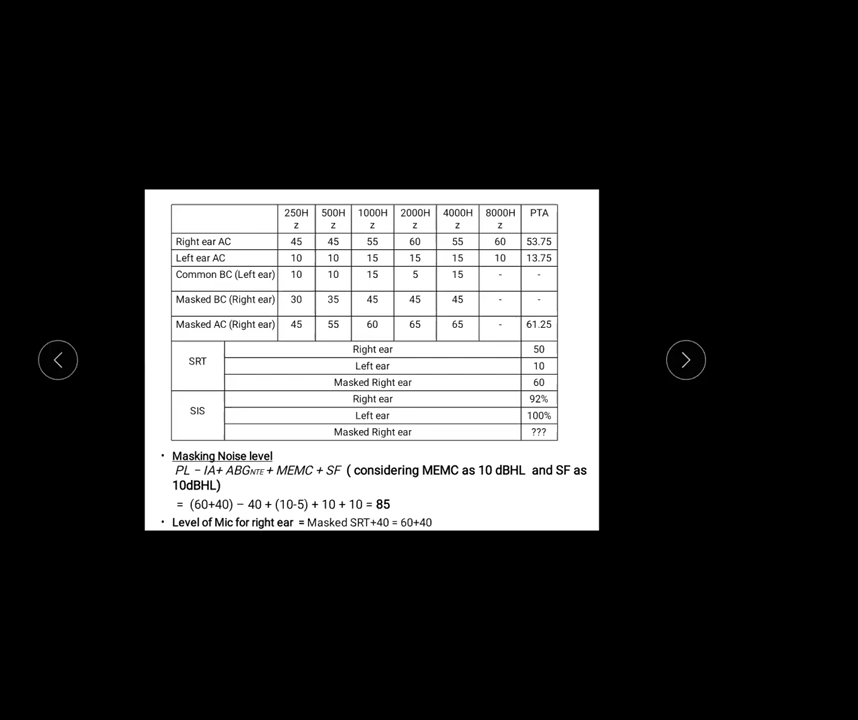 250Hz 500Hz 1000Hz 2000Hz 4000Hz 8000Hz PTA
Right ear AC 45 45 55 60 55 60 53.75
Left ear AC 10 10 15 15 15 10 13.75
Common BC (Left ear) 10 10 15 5 15 - -
Masked BC (Right ear) 30 35 45 45 45 - -
Masked AC (Right ear) 45 55 60 65 65 - 61.25
SRT Right ear 50
Left ear 10
Masked Right ear 60
SIS Right ear 92%
Left ear 100%
Masked Right ear ???
• Masking Noise level
PL – IA+ ABGNTE + MEMC + SF ( considering MEMC as 10 dBHL and SF as
10dBHL)
= (60+40) – 40 + (10-5) + 10 + 10 = 85
• Level of Mic for right ear = Masked SRT+40 = 60+40